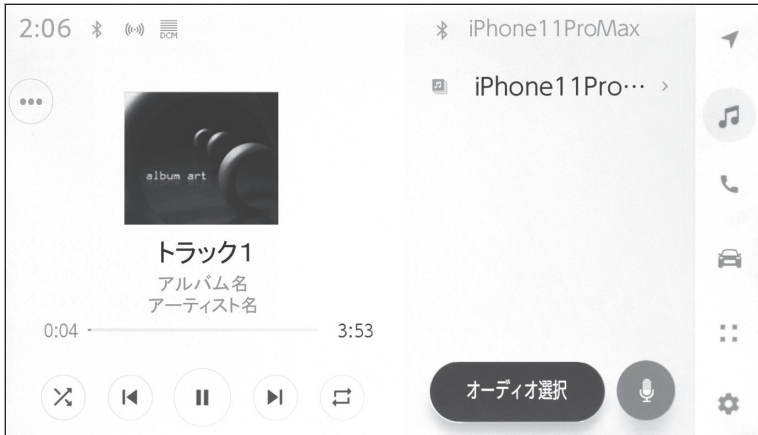 2:06
DCM
album art
トラック1
アルバム名
アーティスト名
0:04
3:53
iPhone11ProMax
iPhone11Pro…
オーディオ選択